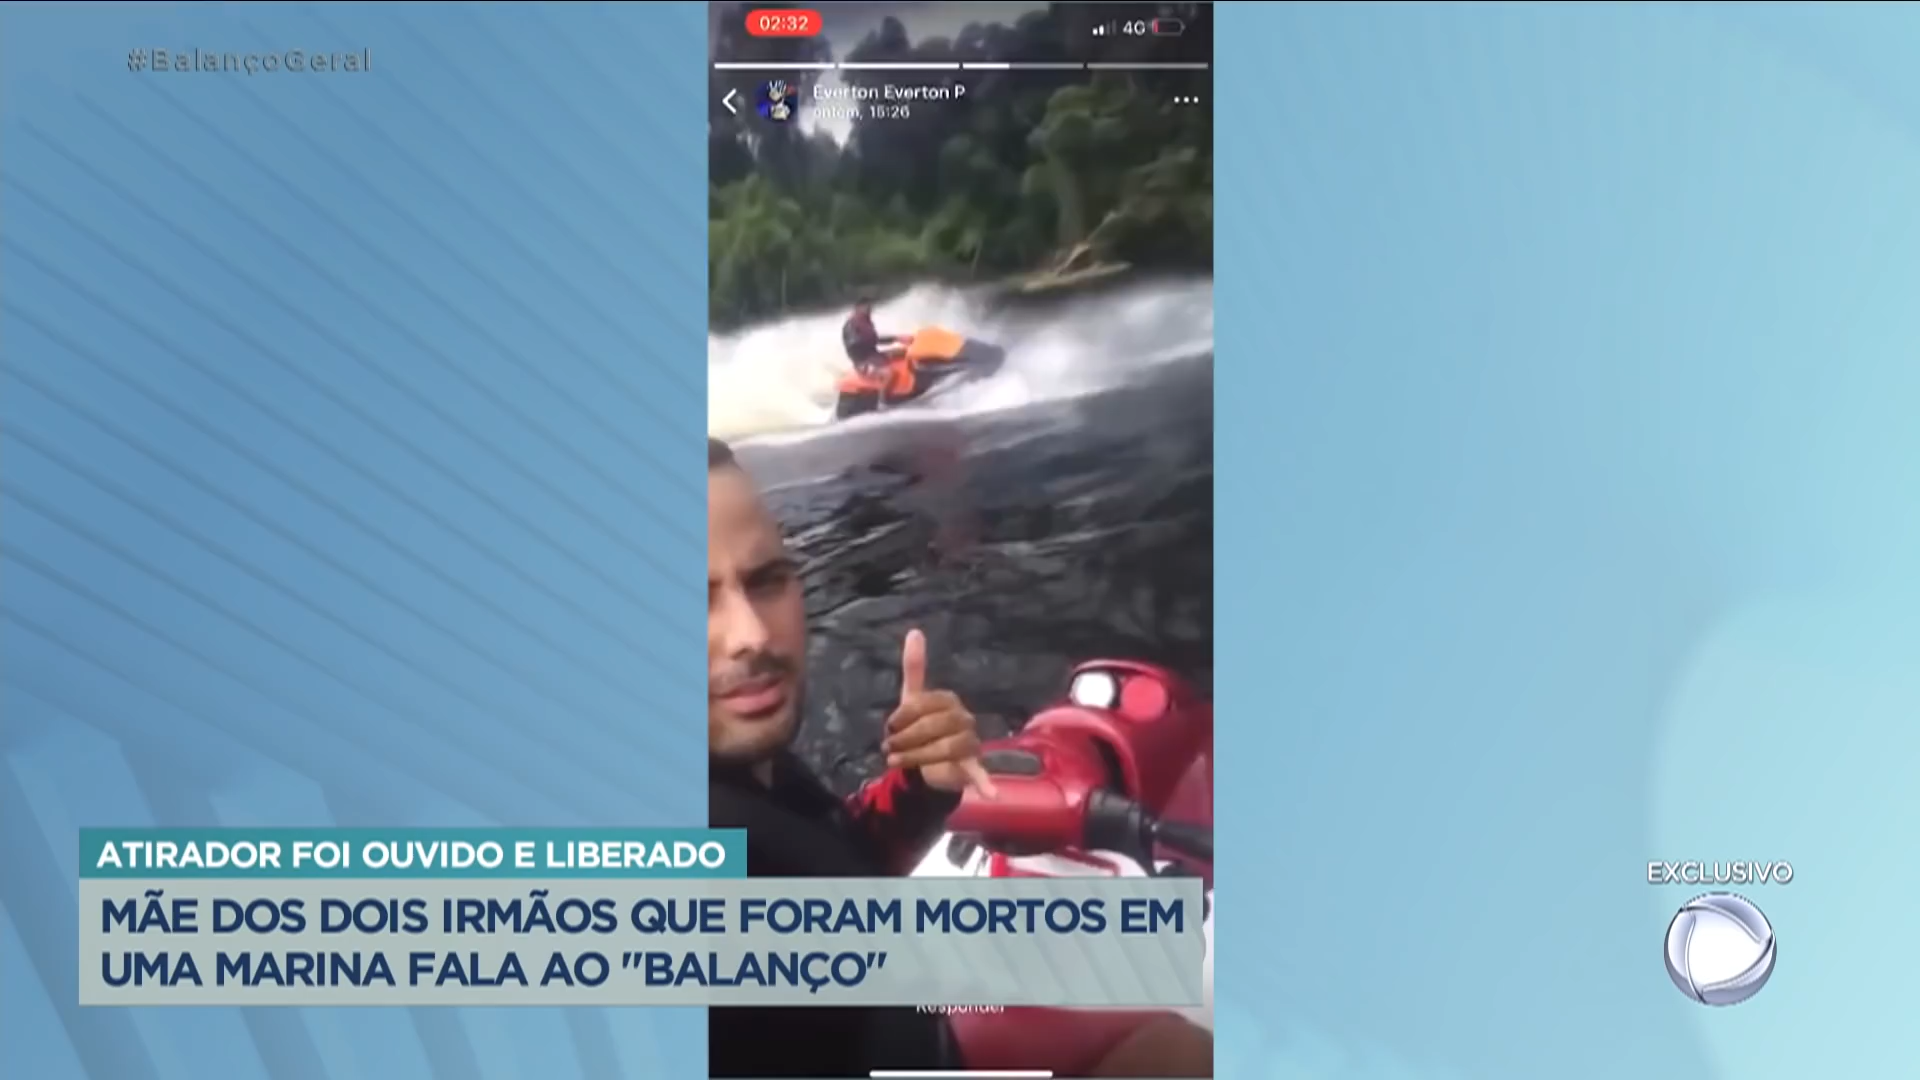 #BalançoGeral
02:32
4G
Everton Everton P
ontem, 15:26
ATIRADOR FOI OUVIDO E LIBERADO
MÃE DOS DOIS IRMÃOS QUE FORAM MORTOS EM
UMA MARINA FALA AO "BALANÇO"
EXCLUSIVO
Responder